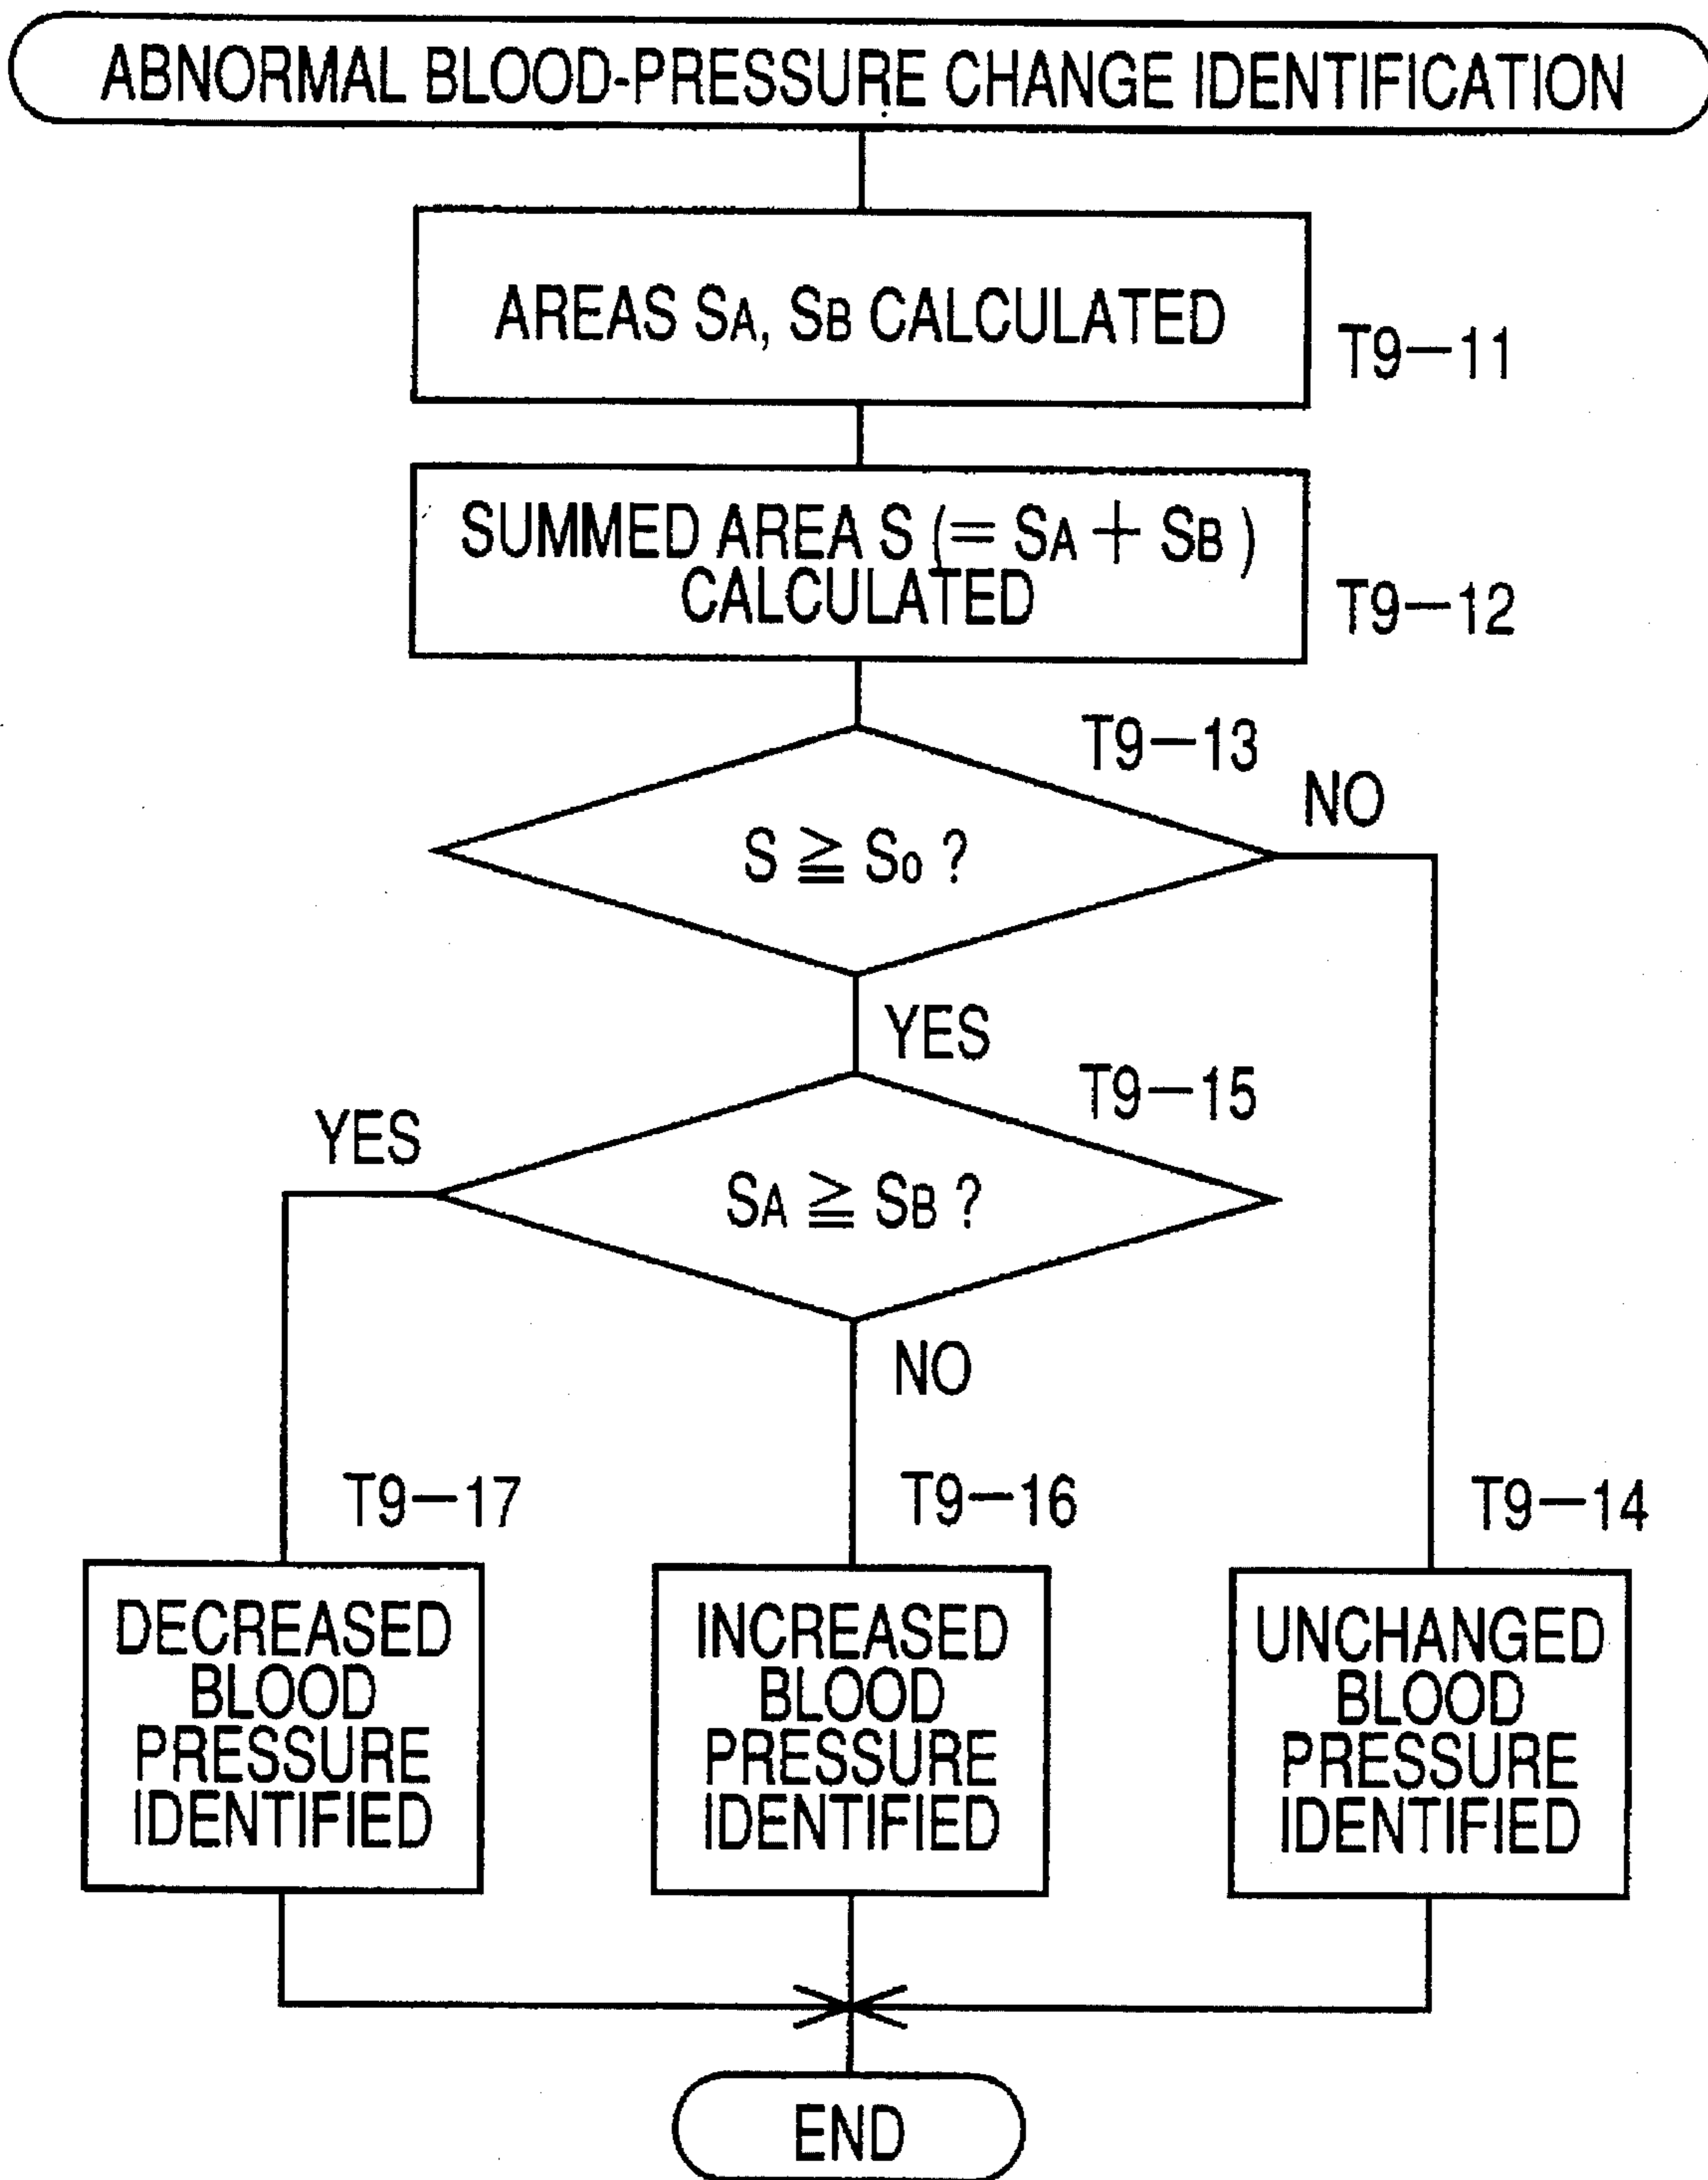 ABNORMAL BLOOD-PRESSURE CHANGE IDENTIFICATION
AREAS SA, SB CALCULATED
T9-11
SUMMED AREA S (= SA + SB)
CALCULATED
T9-12
T9-13
NO
S ≧ S0 ?
YES
T9-15
YES
SA ≧ SB ?
NO
T9-17
T9-16
T9-14
DECREASED
BLOOD
PRESSURE
IDENTIFIED
INCREASED
BLOOD
PRESSURE
IDENTIFIED
UNCHANGED
BLOOD
PRESSURE
IDENTIFIED
END